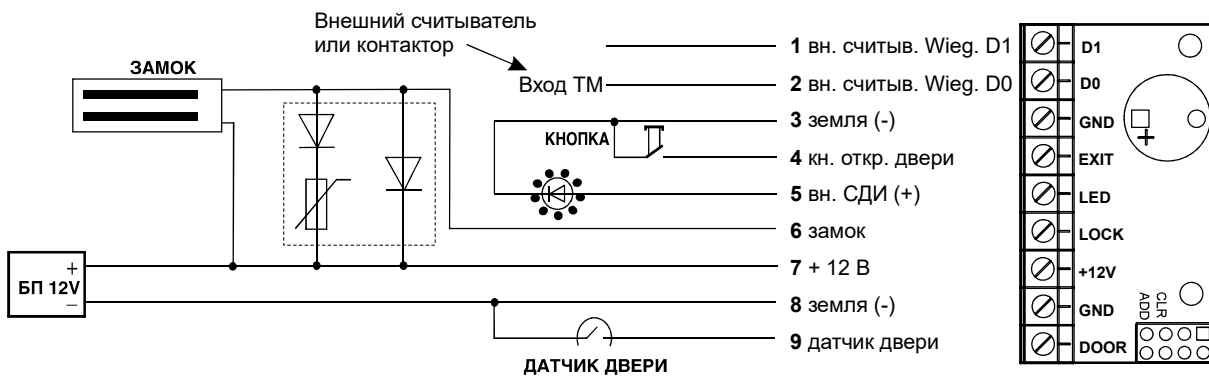 Внешний считыватель
или контактор
ЗАМОК
Вход ТМ
КНОПКА
БП 12V
+
−
ДАТЧИК ДВЕРИ
1 вн. считыв. Wieg. D1
2 вн. считыв. Wieg. D0
3 земля (-)
4 кн. откр. двери
5 вн. СДИ (+)
6 замок
7 + 12 В
8 земля (-)
9 датчик двери
D1
D0
GND
EXIT
LED
LOCK
+12V
GND
DOOR
+
ADD
CLR